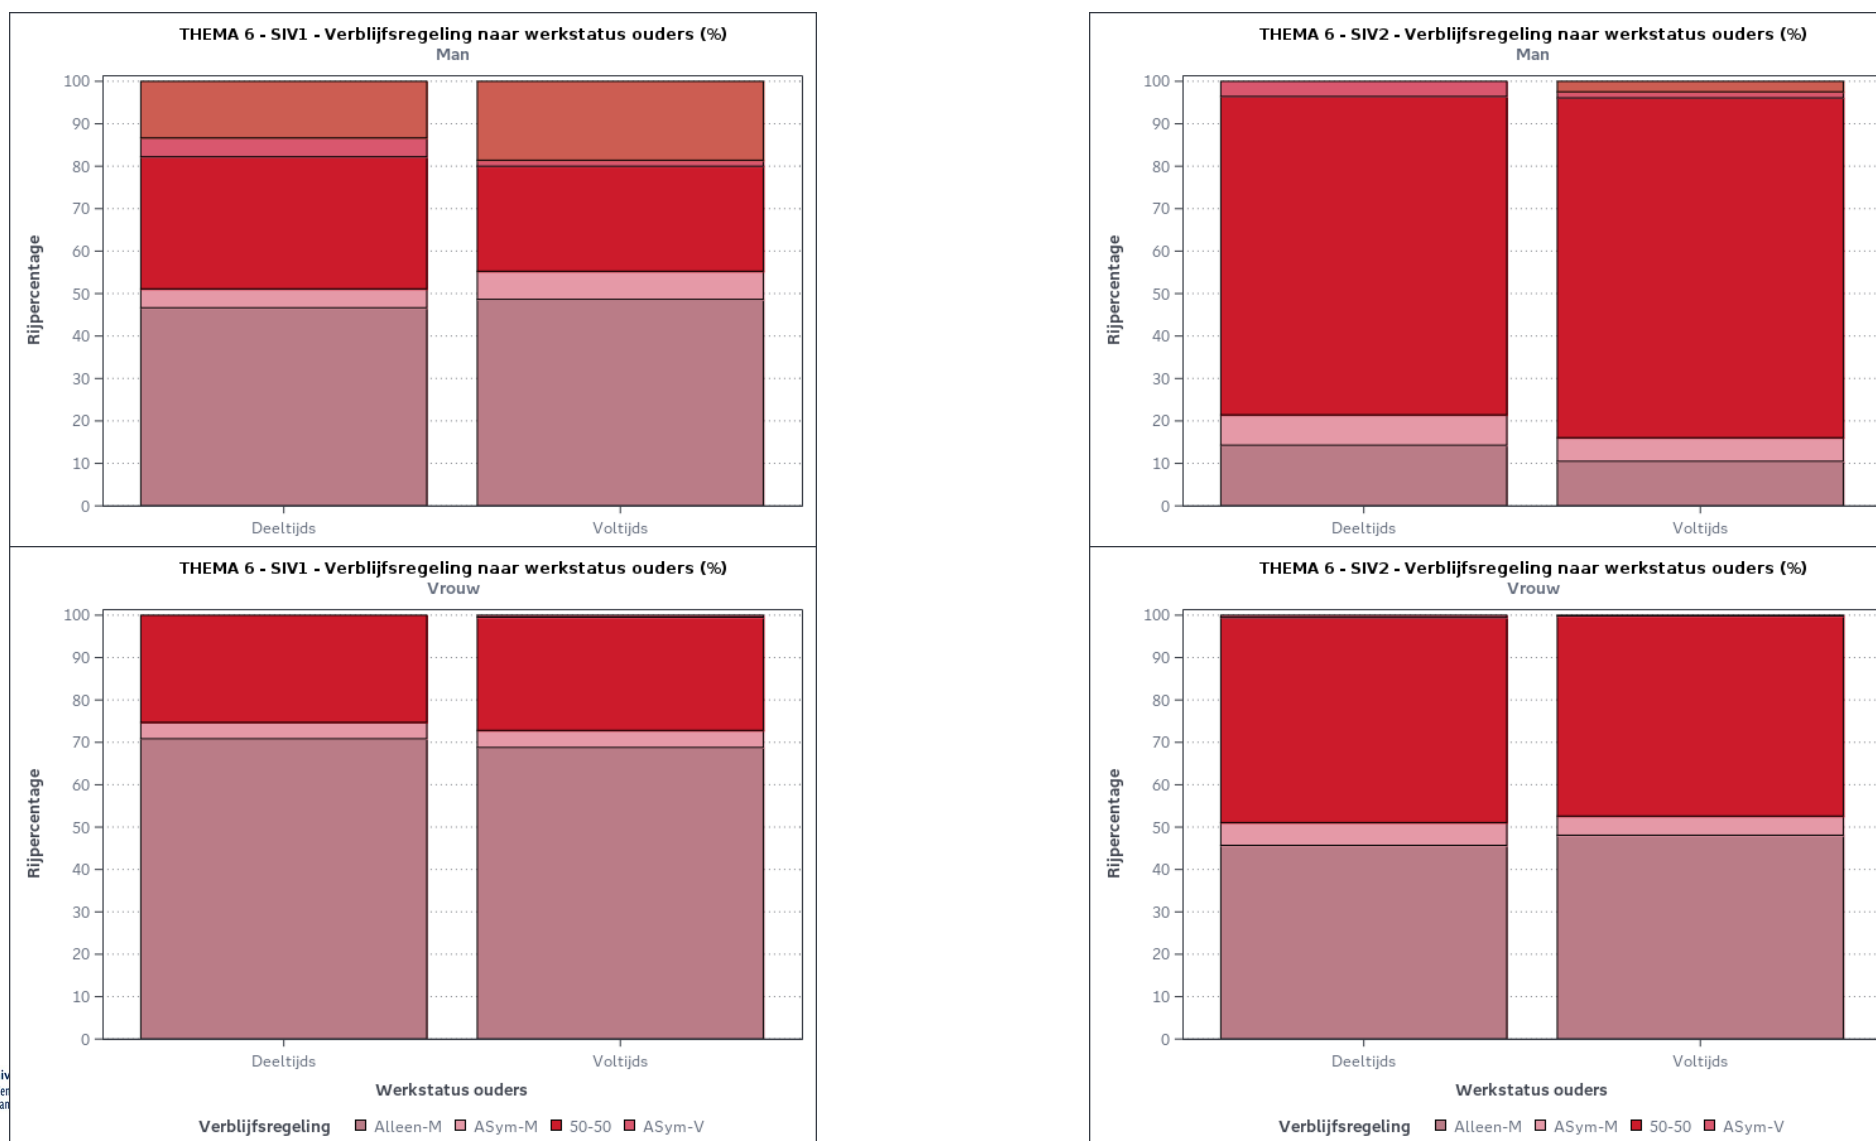 THEMA 6 - SIV1 - Verblijfsregeling naar werkstatus ouders (%)
Man
100
90
80
70
60
50
40
30
20
10
0
Rijpercentage
Deeltijds
Voltijds
THEMA 6 - SIV1 - Verblijfsregeling naar werkstatus ouders (%)
Vrouw
100
90
80
70
60
50
40
30
20
10
0
Rijpercentage
Deeltijds
Voltijds
Werkstatus ouders
Verblijfsregeling Alleen-M ASym-M 50-50 ASym-V
THEMA 6 - SIV2 - Verblijfsregeling naar werkstatus ouders (%)
Man
100
90
80
70
60
50
40
30
20
10
0
Rijpercentage
Deeltijds
Voltijds
THEMA 6 - SIV2 - Verblijfsregeling naar werkstatus ouders (%)
Vrouw
100
90
80
70
60
50
40
30
20
10
0
Rijpercentage
Deeltijds
Voltijds
Werkstatus ouders
Verblijfsregeling Alleen-M ASym-M 50-50 ASym-V